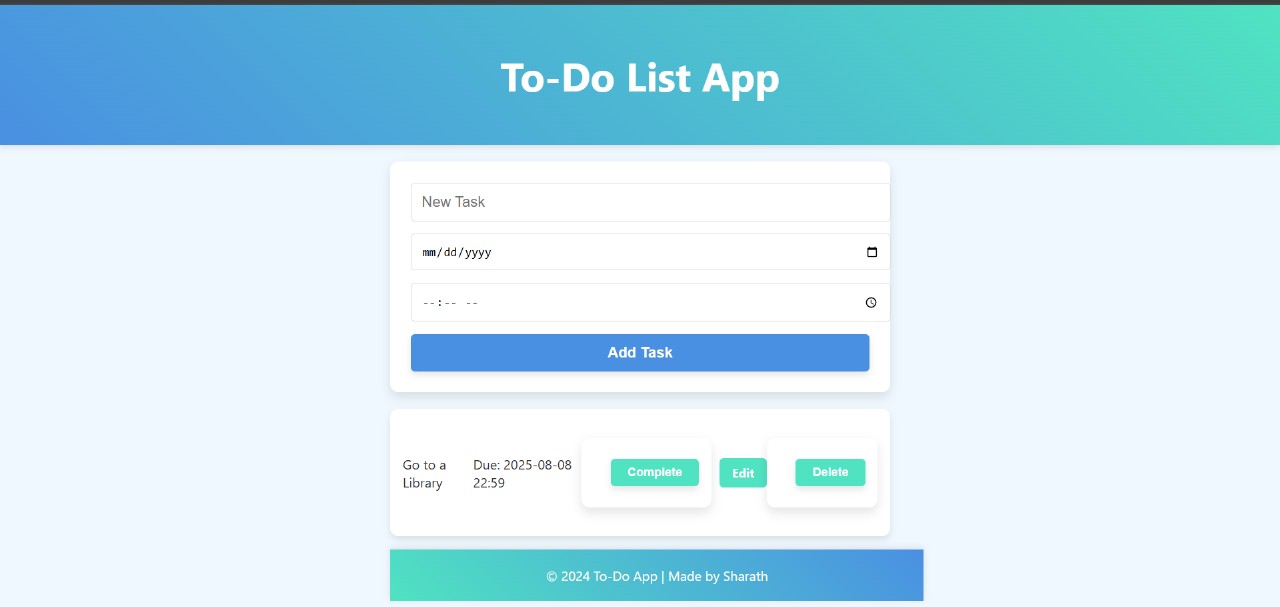 To-Do List App
New Task
mm/dd/yyyy
--:-- --
Add Task
Go to a
Library
Due: 2025-08-08
22:59
Complete
Edit
Delete
© 2024 To-Do App | Made by Sharath